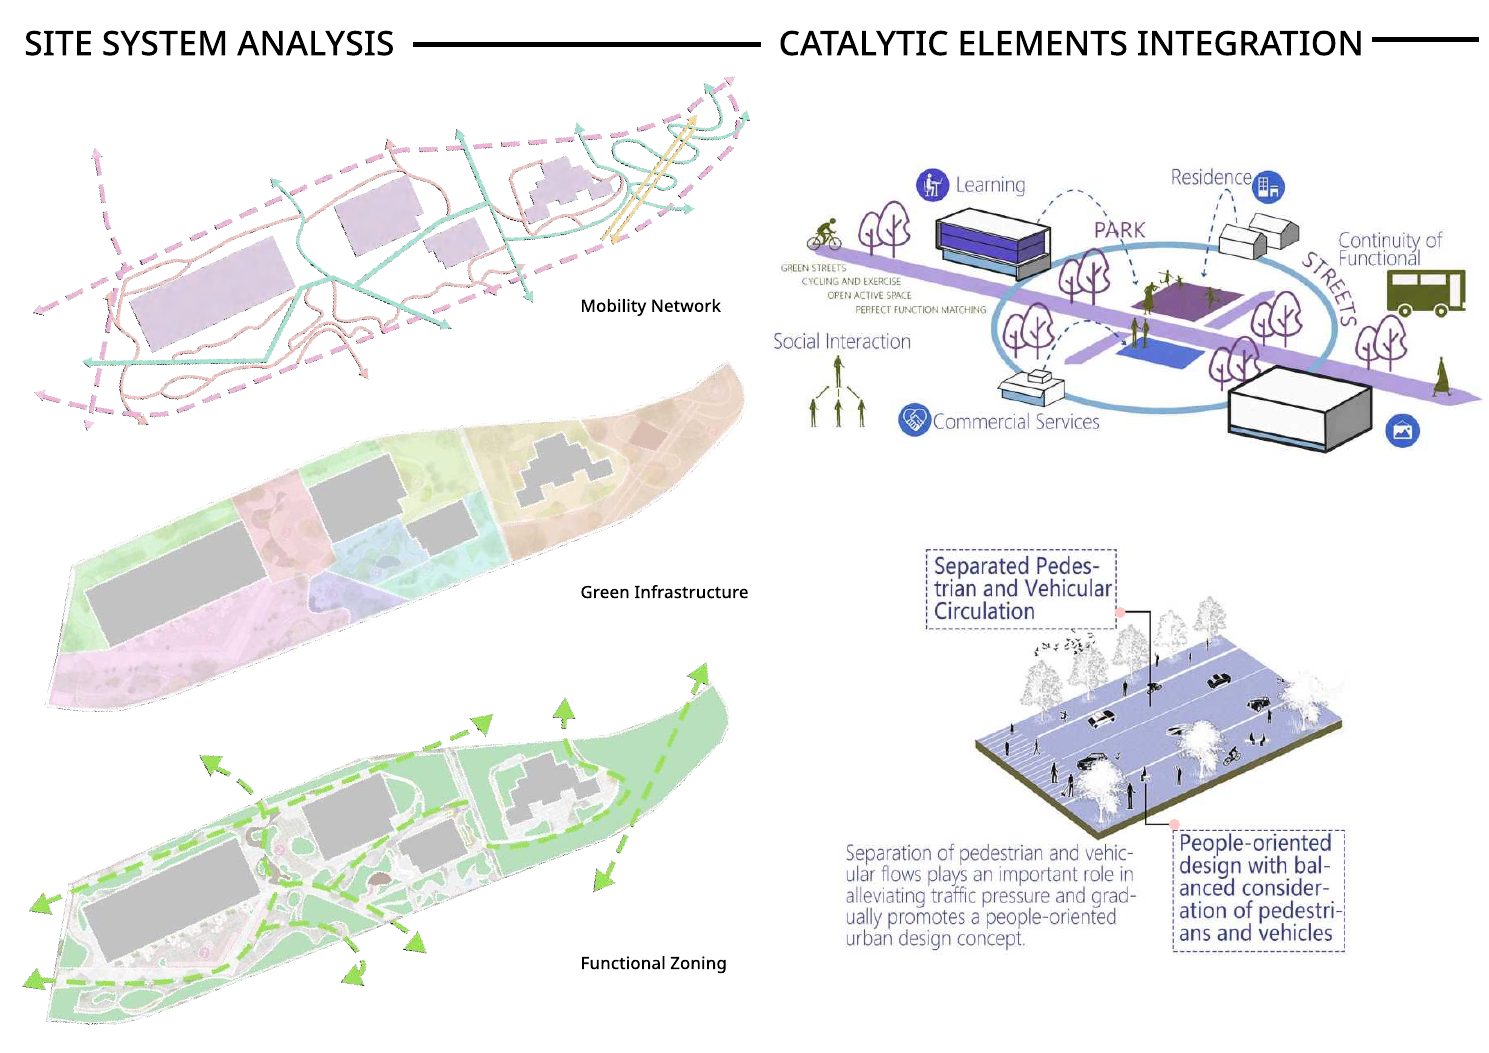 SITE SYSTEM ANALYSIS
CATALYTIC ELEMENTS INTEGRATION
Mobility Network
Green Infrastructure
Functional Zoning
Learning
Residence
PARK
STREETS
Continuity of
Functional
GREEN STREETS
CYCLING AND EXERCISE
OPEN ACTIVE SPACE
PERFECT FUNCTION MATCHING
Social Interaction
Commercial Services
Separated Pedes-
trian and Vehicular
Circulation
Separation of pedestrian and vehic-
ular flows plays an important role in
alleviating traffic pressure and grad-
ually promotes a people-oriented
urban design concept.
People-oriented
design with bal-
anced consider-
ation of pedestri-
ans and vehicles